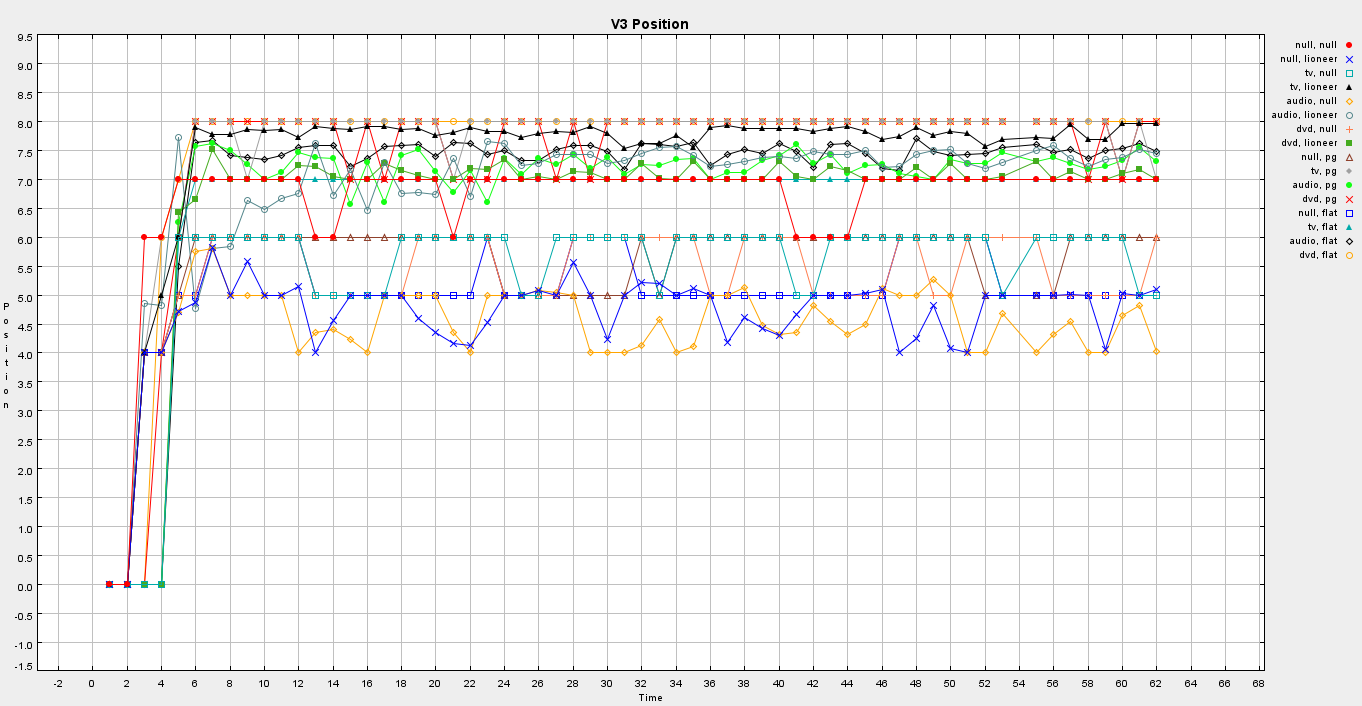 V3 Position
9.5
9.0
8.5
8.0
7.5
7.0
6.5
6.0
5.5
5.0
4.5
4.0
3.5
3.0
2.5
2.0
1.5
1.0
0.5
0.0
-0.5
-1.0
-1.5
Position
-2 0 2 4 6 8 10 12 14 16 18 20 22 24 26 28 30 32 34 36 38 40 42 44 46 48 50 52 54 56 58 60 62 64 66 68
Time
null, null
null, lioneer
tv, null
tv, lioneer
audio, null
audio, lioneer
dvd, null
dvd, lioneer
null, pg
tv, pg
audio, pg
dvd, pg
null, flat
tv, flat
audio, flat
dvd, flat